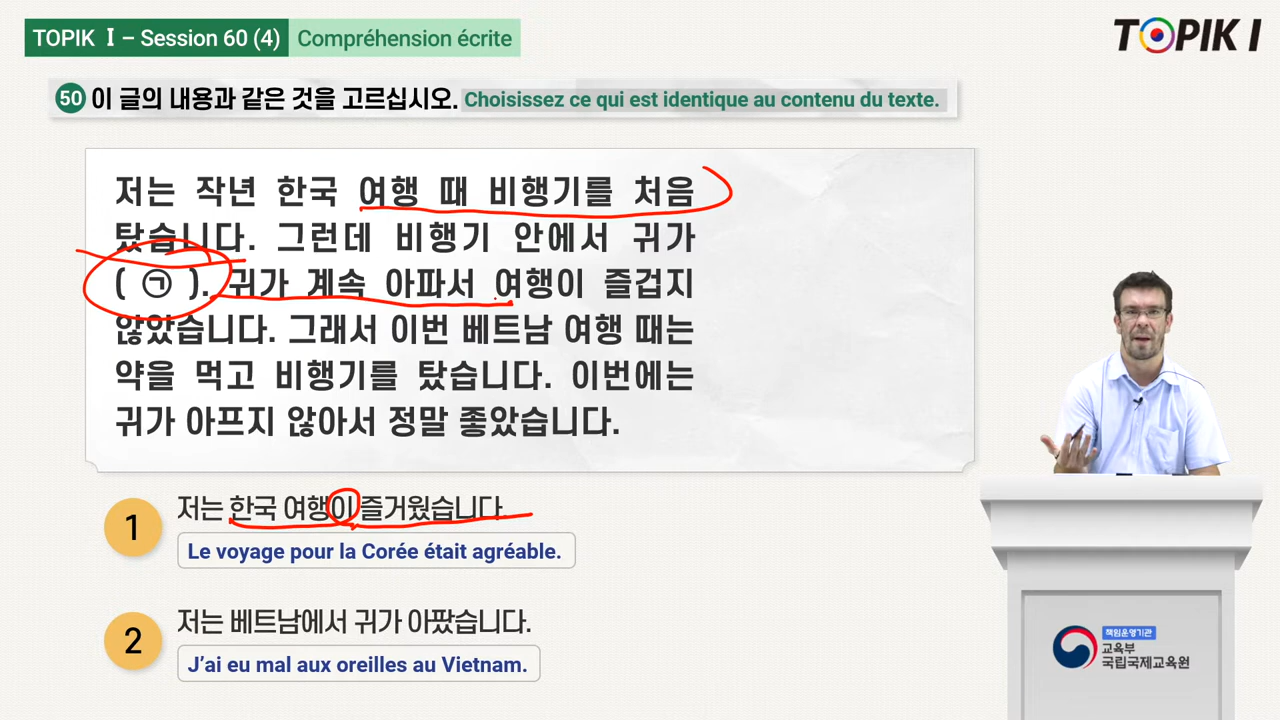 TOPIK Ⅰ – Session 60 (4) Compréhension écrite
TOPIK I
50 이 글의 내용과 같은 것을 고르십시오. Choisissez ce qui est identique au contenu du texte.
저는 작년 한국 여행 때 비행기를 처음
탔습니다. 그런데 비행기 안에서 귀가
( ㉠ ). 귀가 계속 아파서 여행이 즐겁지
않았습니다. 그래서 이번 베트남 여행 때는
약을 먹고 비행기를 탔습니다. 이번에는
귀가 아프지 않아서 정말 좋았습니다.
1 저는 한국 여행이 즐거웠습니다.
Le voyage pour la Corée était agréable.
2 저는 베트남에서 귀가 아팠습니다.
J'ai eu mal aux oreilles au Vietnam.
책임운영기관
교육부
국립국제교육원